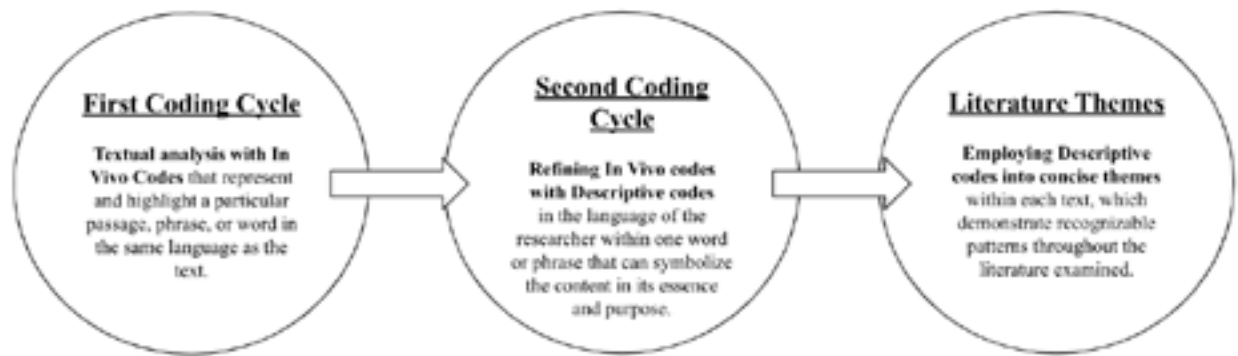 First Coding Cycle
Textual analysis with In
Vivo Codes that represent
and highlight a particular
passage, phrase, or word in
the same language as the
text.
Second Coding
Cycle
Refining In Vivo codes
with Descriptive codes
in the language of the
researcher within one word
or phrase that can symbolize
the content in its essence
and purpose.
Literature Themes
Employing Descriptive
codes into concise themes
within each text, which
demonstrate recognizable
patterns throughout the
literature examined.